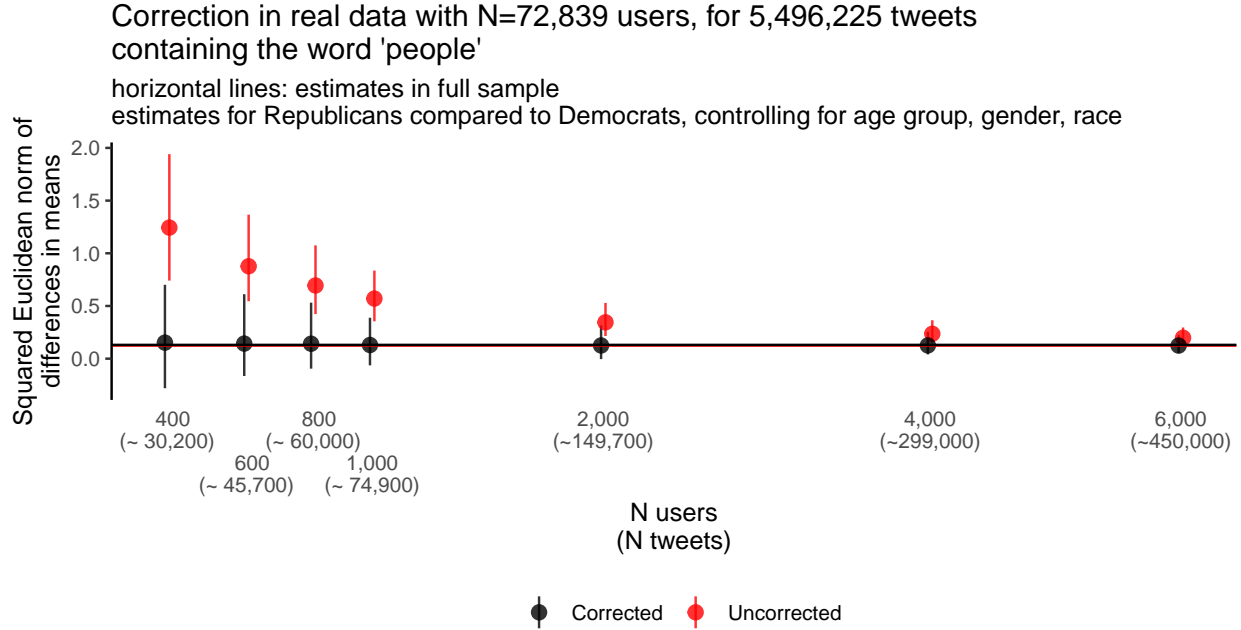 Correction in real data with N=72,839 users, for 5,496,225 tweets
containing the word 'people'
horizontal lines: estimates in full sample
estimates for Republicans compared to Democrats, controlling for age group, gender, race
Squared Euclidean norm of
differences in means
2.0
1.5
1.0
0.5
0.0
400
(~ 30,200)
600
(~ 45,700)
800
(~ 60,000)
1,000
(~ 74,900)
2,000
(~149,700)
4,000
(~299,000)
6,000
(~450,000)
N users
(N tweets)
Corrected
Uncorrected